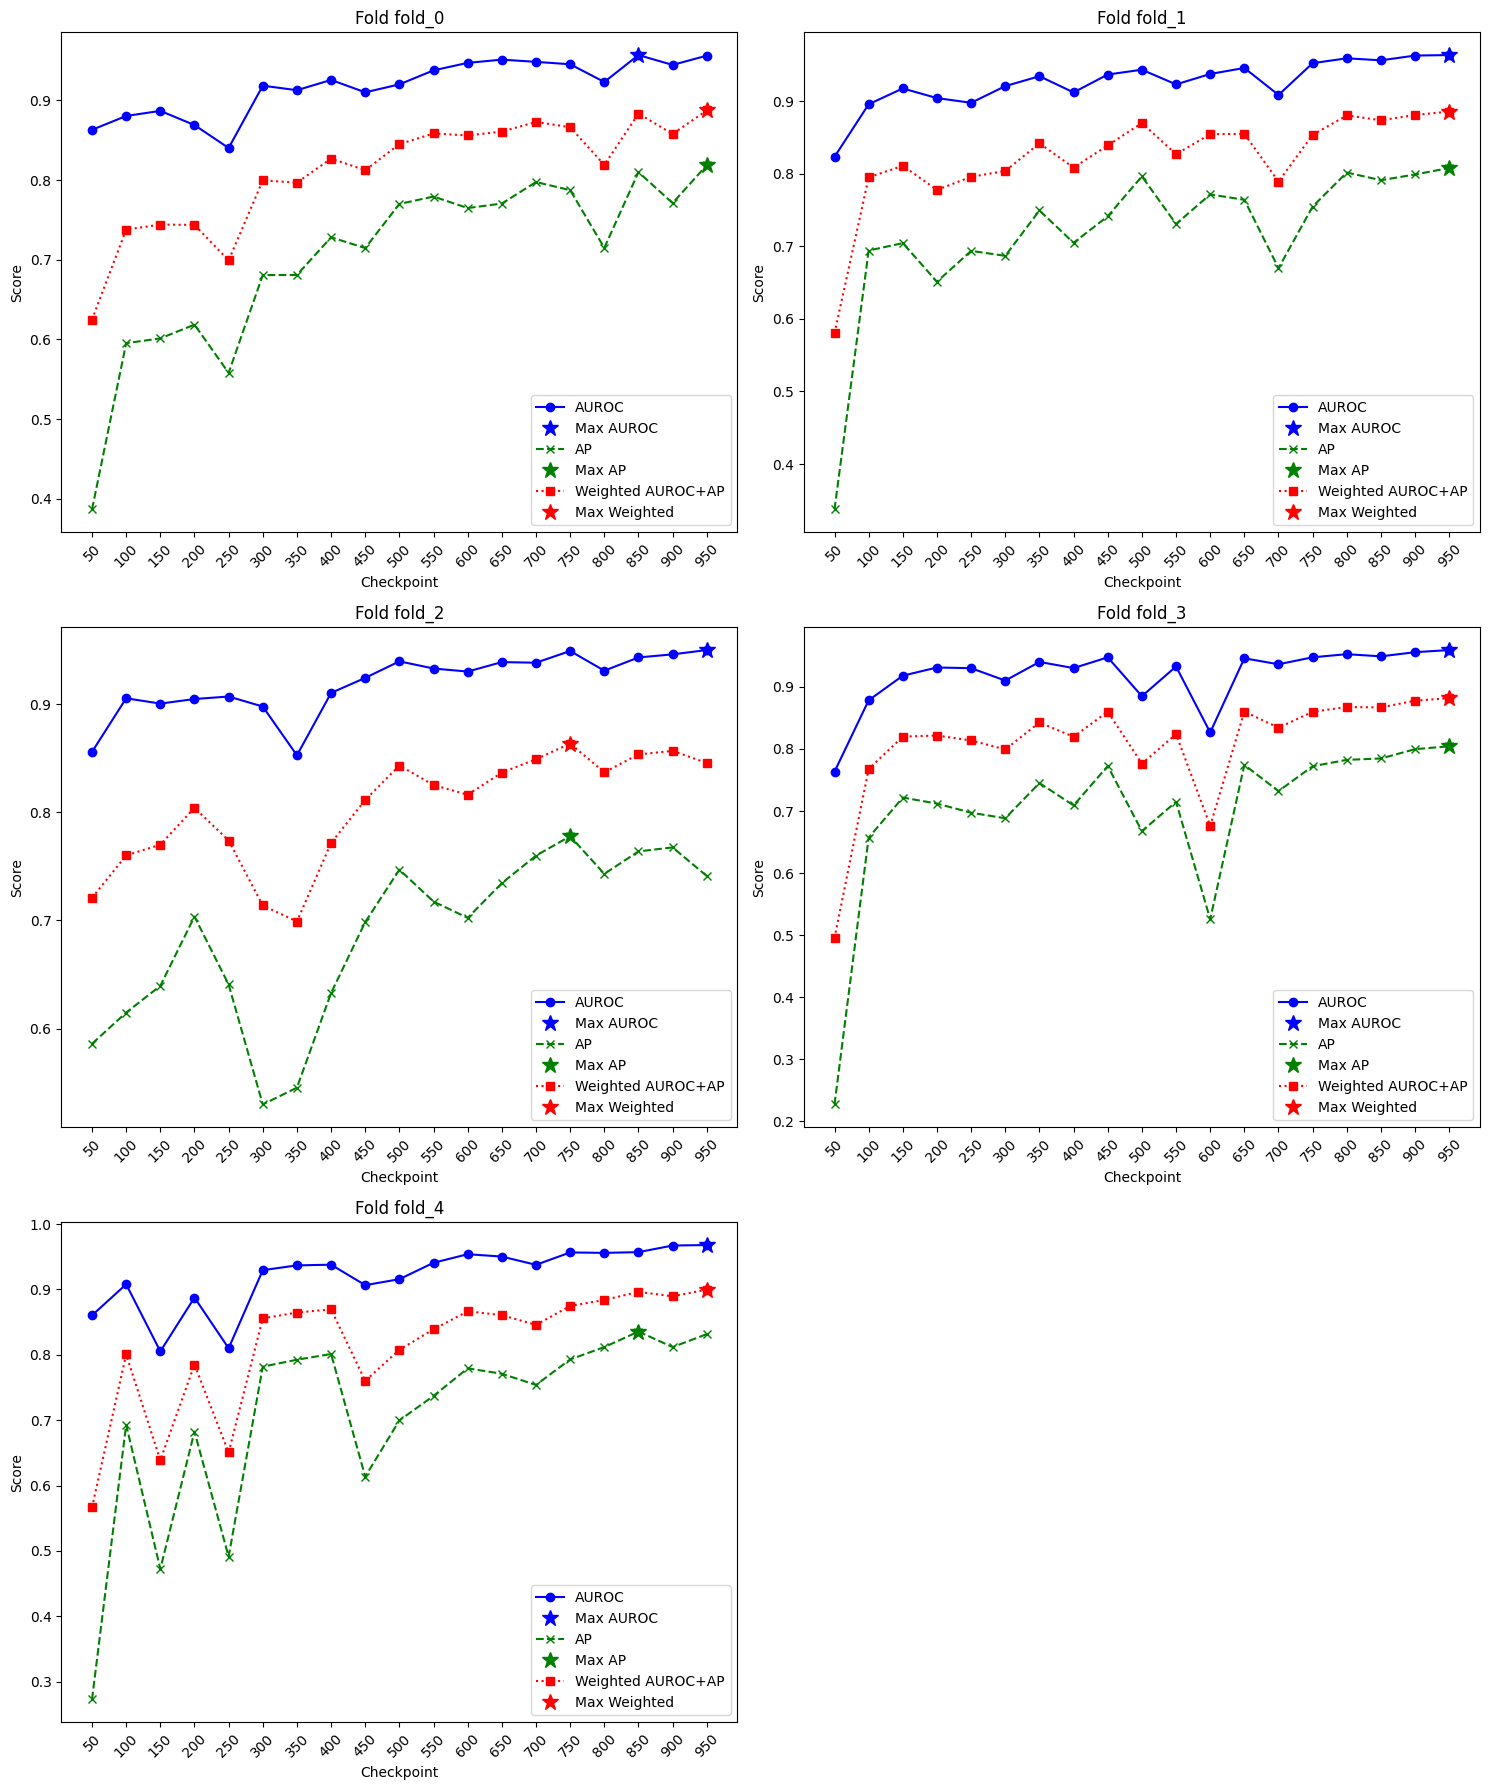 Fold fold_0
Score
0.9
0.8
0.7
0.6
0.5
0.4
AUROC
Max AUROC
AP
Max AP
Weighted AUROC+AP
Max Weighted
50 100 150 200 250 300 350 400 450 500 550 600 650 700 750 800 850 900 950
Checkpoint
Fold fold_1
Score
0.9
0.8
0.7
0.6
0.5
0.4
AUROC
Max AUROC
AP
Max AP
Weighted AUROC+AP
Max Weighted
50 100 150 200 250 300 350 400 450 500 550 600 650 700 750 800 850 900 950
Checkpoint
Fold fold_2
Score
0.9
0.8
0.7
0.6
AUROC
Max AUROC
AP
Max AP
Weighted AUROC+AP
Max Weighted
50 100 150 200 250 300 350 400 450 500 550 600 650 700 750 800 850 900 950
Checkpoint
Fold fold_3
Score
0.9
0.8
0.7
0.6
0.5
0.4
0.3
0.2
AUROC
Max AUROC
AP
Max AP
Weighted AUROC+AP
Max Weighted
50 100 150 200 250 300 350 400 450 500 550 600 650 700 750 800 850 900 950
Checkpoint
Fold fold_4
Score
1.0
0.9
0.8
0.7
0.6
0.5
0.4
0.3
AUROC
Max AUROC
AP
Max AP
Weighted AUROC+AP
Max Weighted
50 100 150 200 250 300 350 400 450 500 550 600 650 700 750 800 850 900 950
Checkpoint